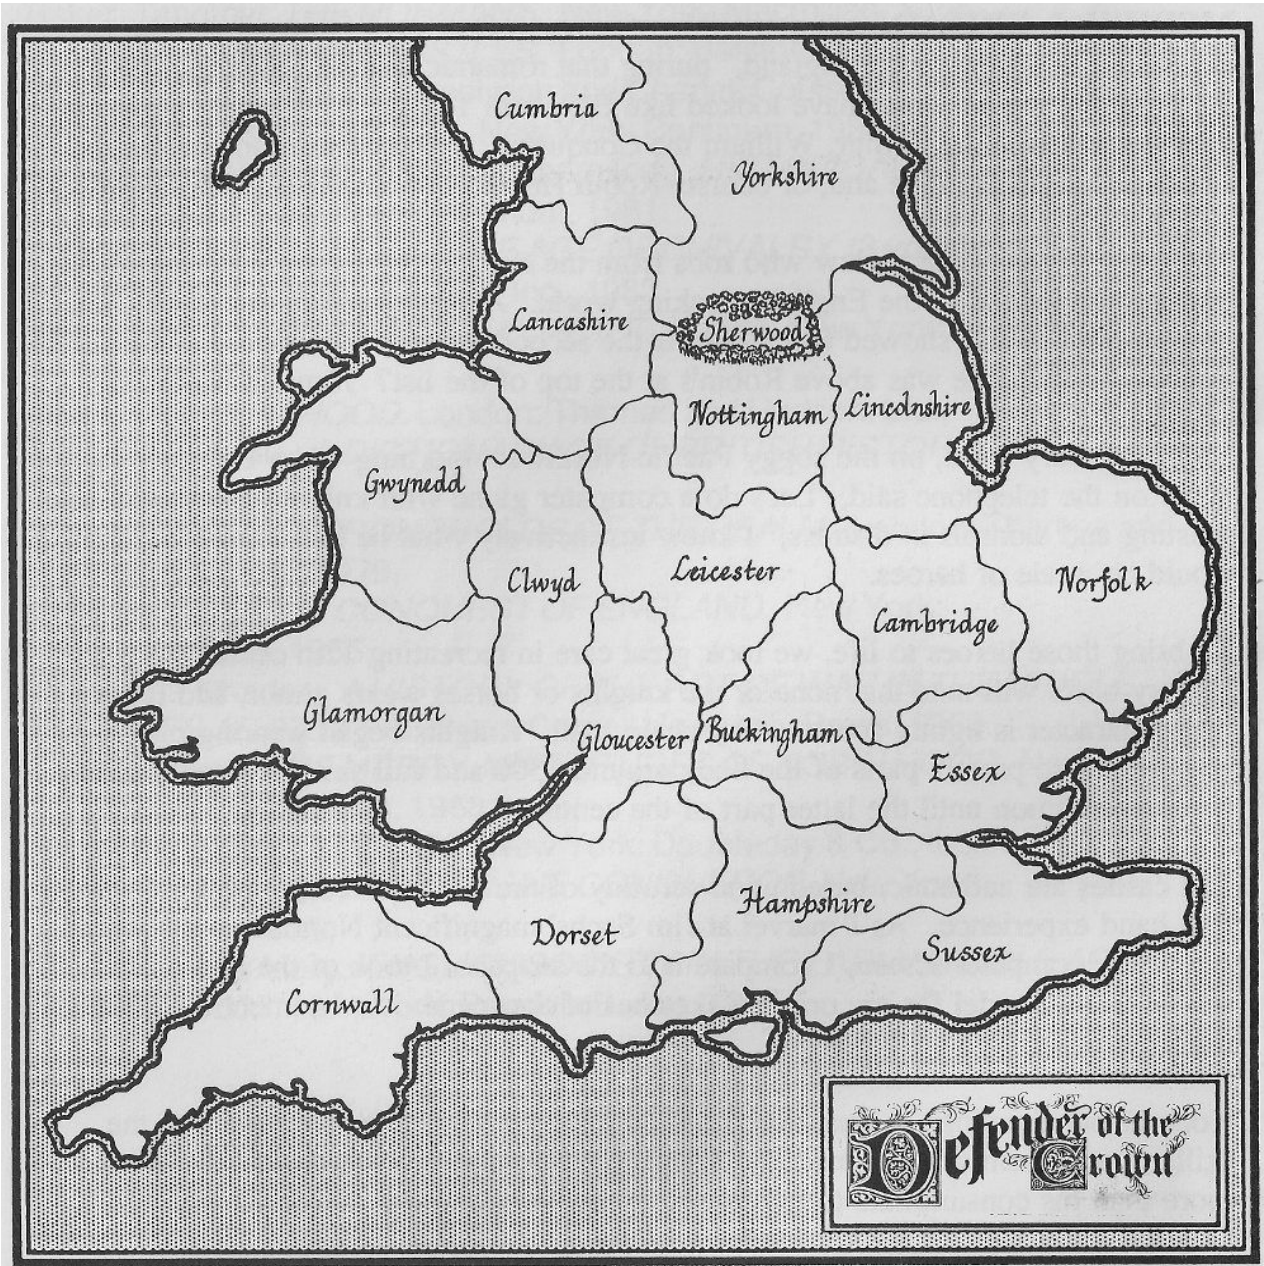 Cumbria
Yorkshire
Lancashire
Sherwood
Nottingham
Lincolnshire
Gwynedd
Clwyd
Leicester
Norfolk
Cambridge
Glamorgan
Gloucester
Buckingham
Essex
Hampshire
Dorset
Sussex
Cornwall
Defender of the
Crown